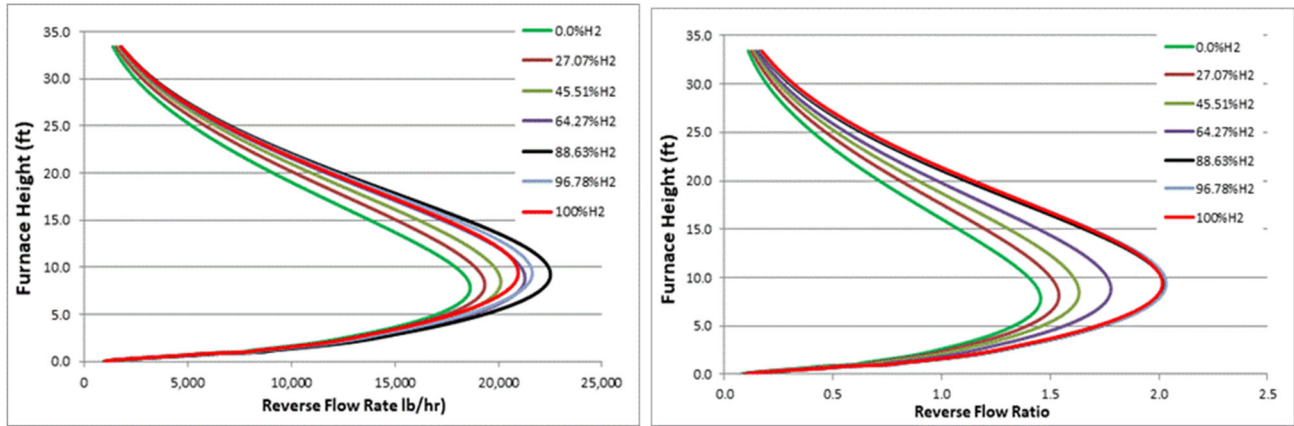 35.0
30.0
25.0
20.0
15.0
10.0
5.0
0.0
Furnace Height (ft)
0
5,000
10,000
15,000
20,000
25,000
Reverse Flow Rate lb/hr)
0.0%H2
27.07%H2
45.51%H2
64.27%H2
88.63%H2
96.78%H2
100%H2
35.0
30.0
25.0
20.0
15.0
10.0
5.0
0.0
Furnace Height (ft)
0.0
0.5
1.0
1.5
2.0
2.5
Reverse Flow Ratio
0.0%H2
27.07%H2
45.51%H2
64.27%H2
88.63%H2
96.78%H2
100%H2